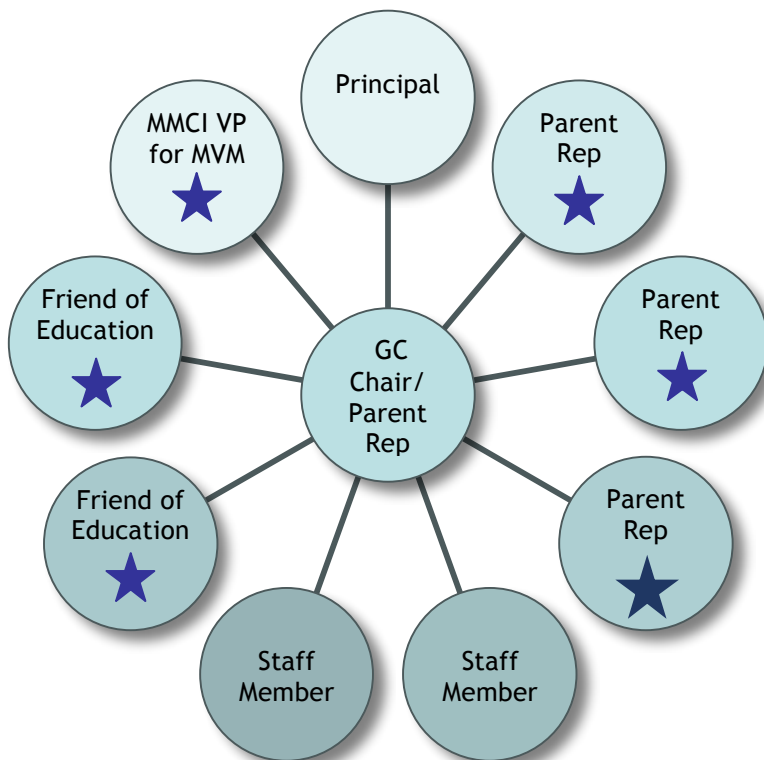 Principal
MMCI VP
for MVM
Parent
Rep
Friend of
Education
Parent
Rep
GC
Chair/
Parent
Rep
Friend of
Education
Parent
Rep
Staff
Member
Staff
Member